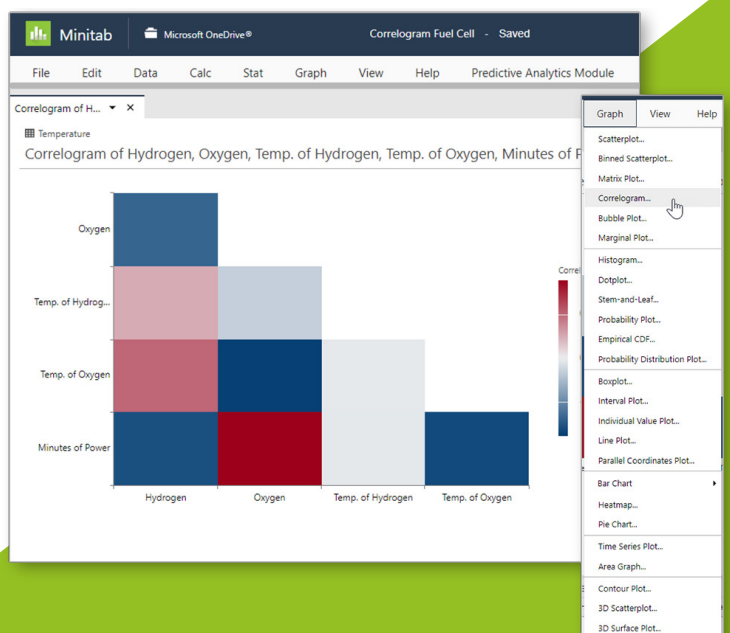 Minitab
Microsoft OneDrive®
Correlogram Fuel Cell - Saved
File Edit Data Calc Stat Graph View Help Predictive Analytics Module
Correlogram of H...
Temperature
Correlogram of Hydrogen, Oxygen, Temp. of Hydrogen, Temp. of Oxygen, Minutes of
Oxygen
Temp. of Hydrog...
Temp. of Oxygen
Minutes of Power
Hydrogen Oxygen Temp. of Hydrogen Temp. of Oxygen
Correl
Graph View Help
Scatterplot...
Binned Scatterplot...
Matrix Plot...
Correlogram...
Bubble Plot...
Marginal Plot...
Histogram...
Dotplot...
Stem-and-Leaf...
Probability Plot...
Empirical CDF...
Probability Distribution Plot...
Boxplot...
Interval Plot...
Individual Value Plot...
Line Plot...
Parallel Coordinates Plot...
Bar Chart
Heatmap...
Pie Chart...
Time Series Plot...
Area Graph...
Contour Plot...
3D Scatterplot...
3D Surface Plot...